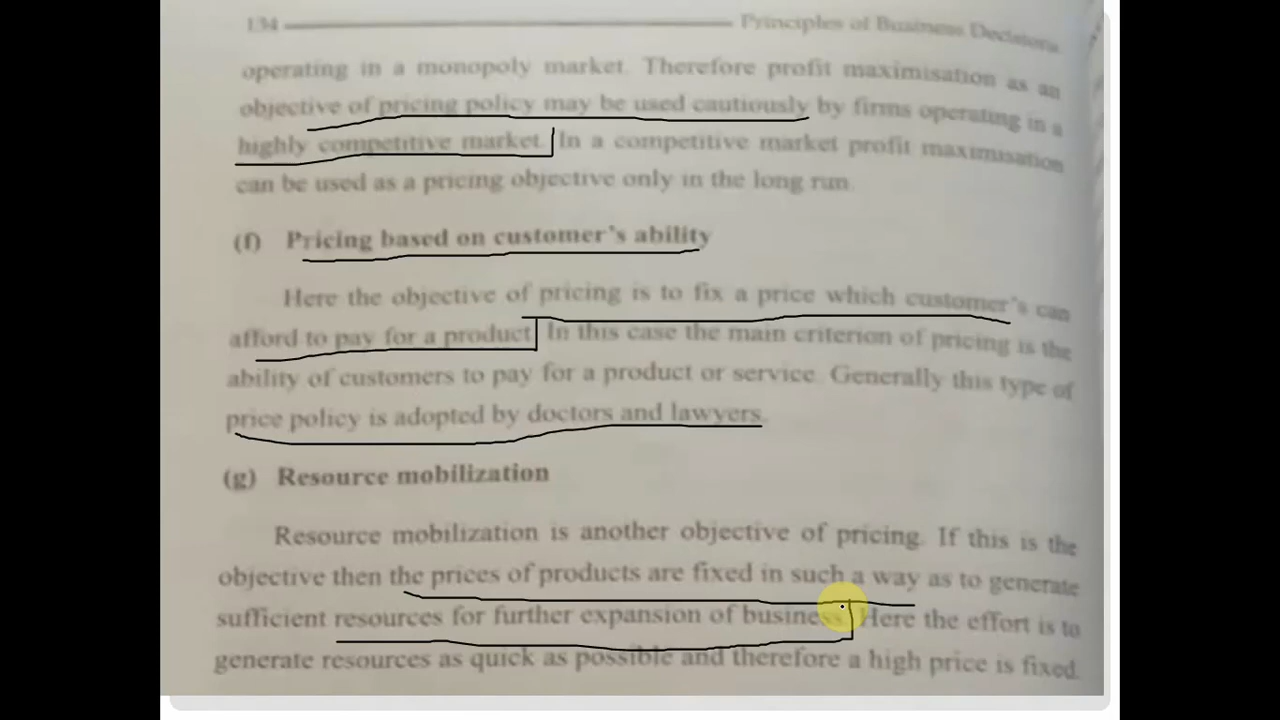 134 Principles of Business Decisions
operating in a monopoly market. Therefore profit maximisation as an
objective of pricing policy may be used cautiously by firms operating in a
highly competitive market. In a competitive market profit maximisation
can be used as a pricing objective only in the long run.
(f) Pricing based on customer's ability
Here the objective of pricing is to fix a price which customer's can
afford to pay for a product. In this case the main criterion of pricing is the
ability of customers to pay for a product or service. Generally this type of
price policy is adopted by doctors and lawyers.
(g) Resource mobilization
Resource mobilization is another objective of pricing. If this is the
objective then the prices of products are fixed in such a way as to generate
sufficient resources for further expansion of business. Here the effort is to
generate resources as quick as possible and therefore a high price is fixed.